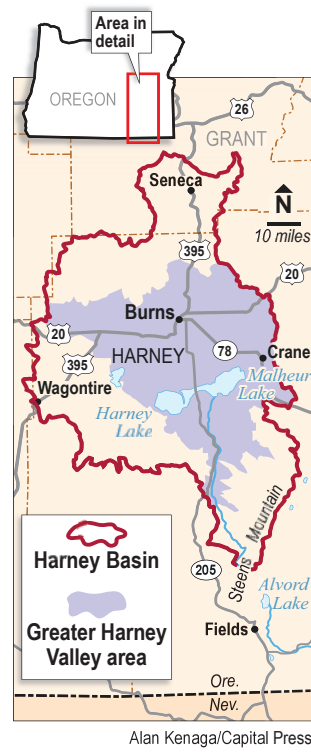 Area in
detail
OREGON
26
GRANT
Seneca
N
10 miles
395
20
Burns
20
HARNEY
78
Crane
395
Malheur
Lake
Wagontire
Harney
Lake
Steens Mountain
Harney Basin
Greater Harney
Valley area
205
Alvord
Lake
Fields
Ore.
Nev.
Alan Kenaga/Capital Press